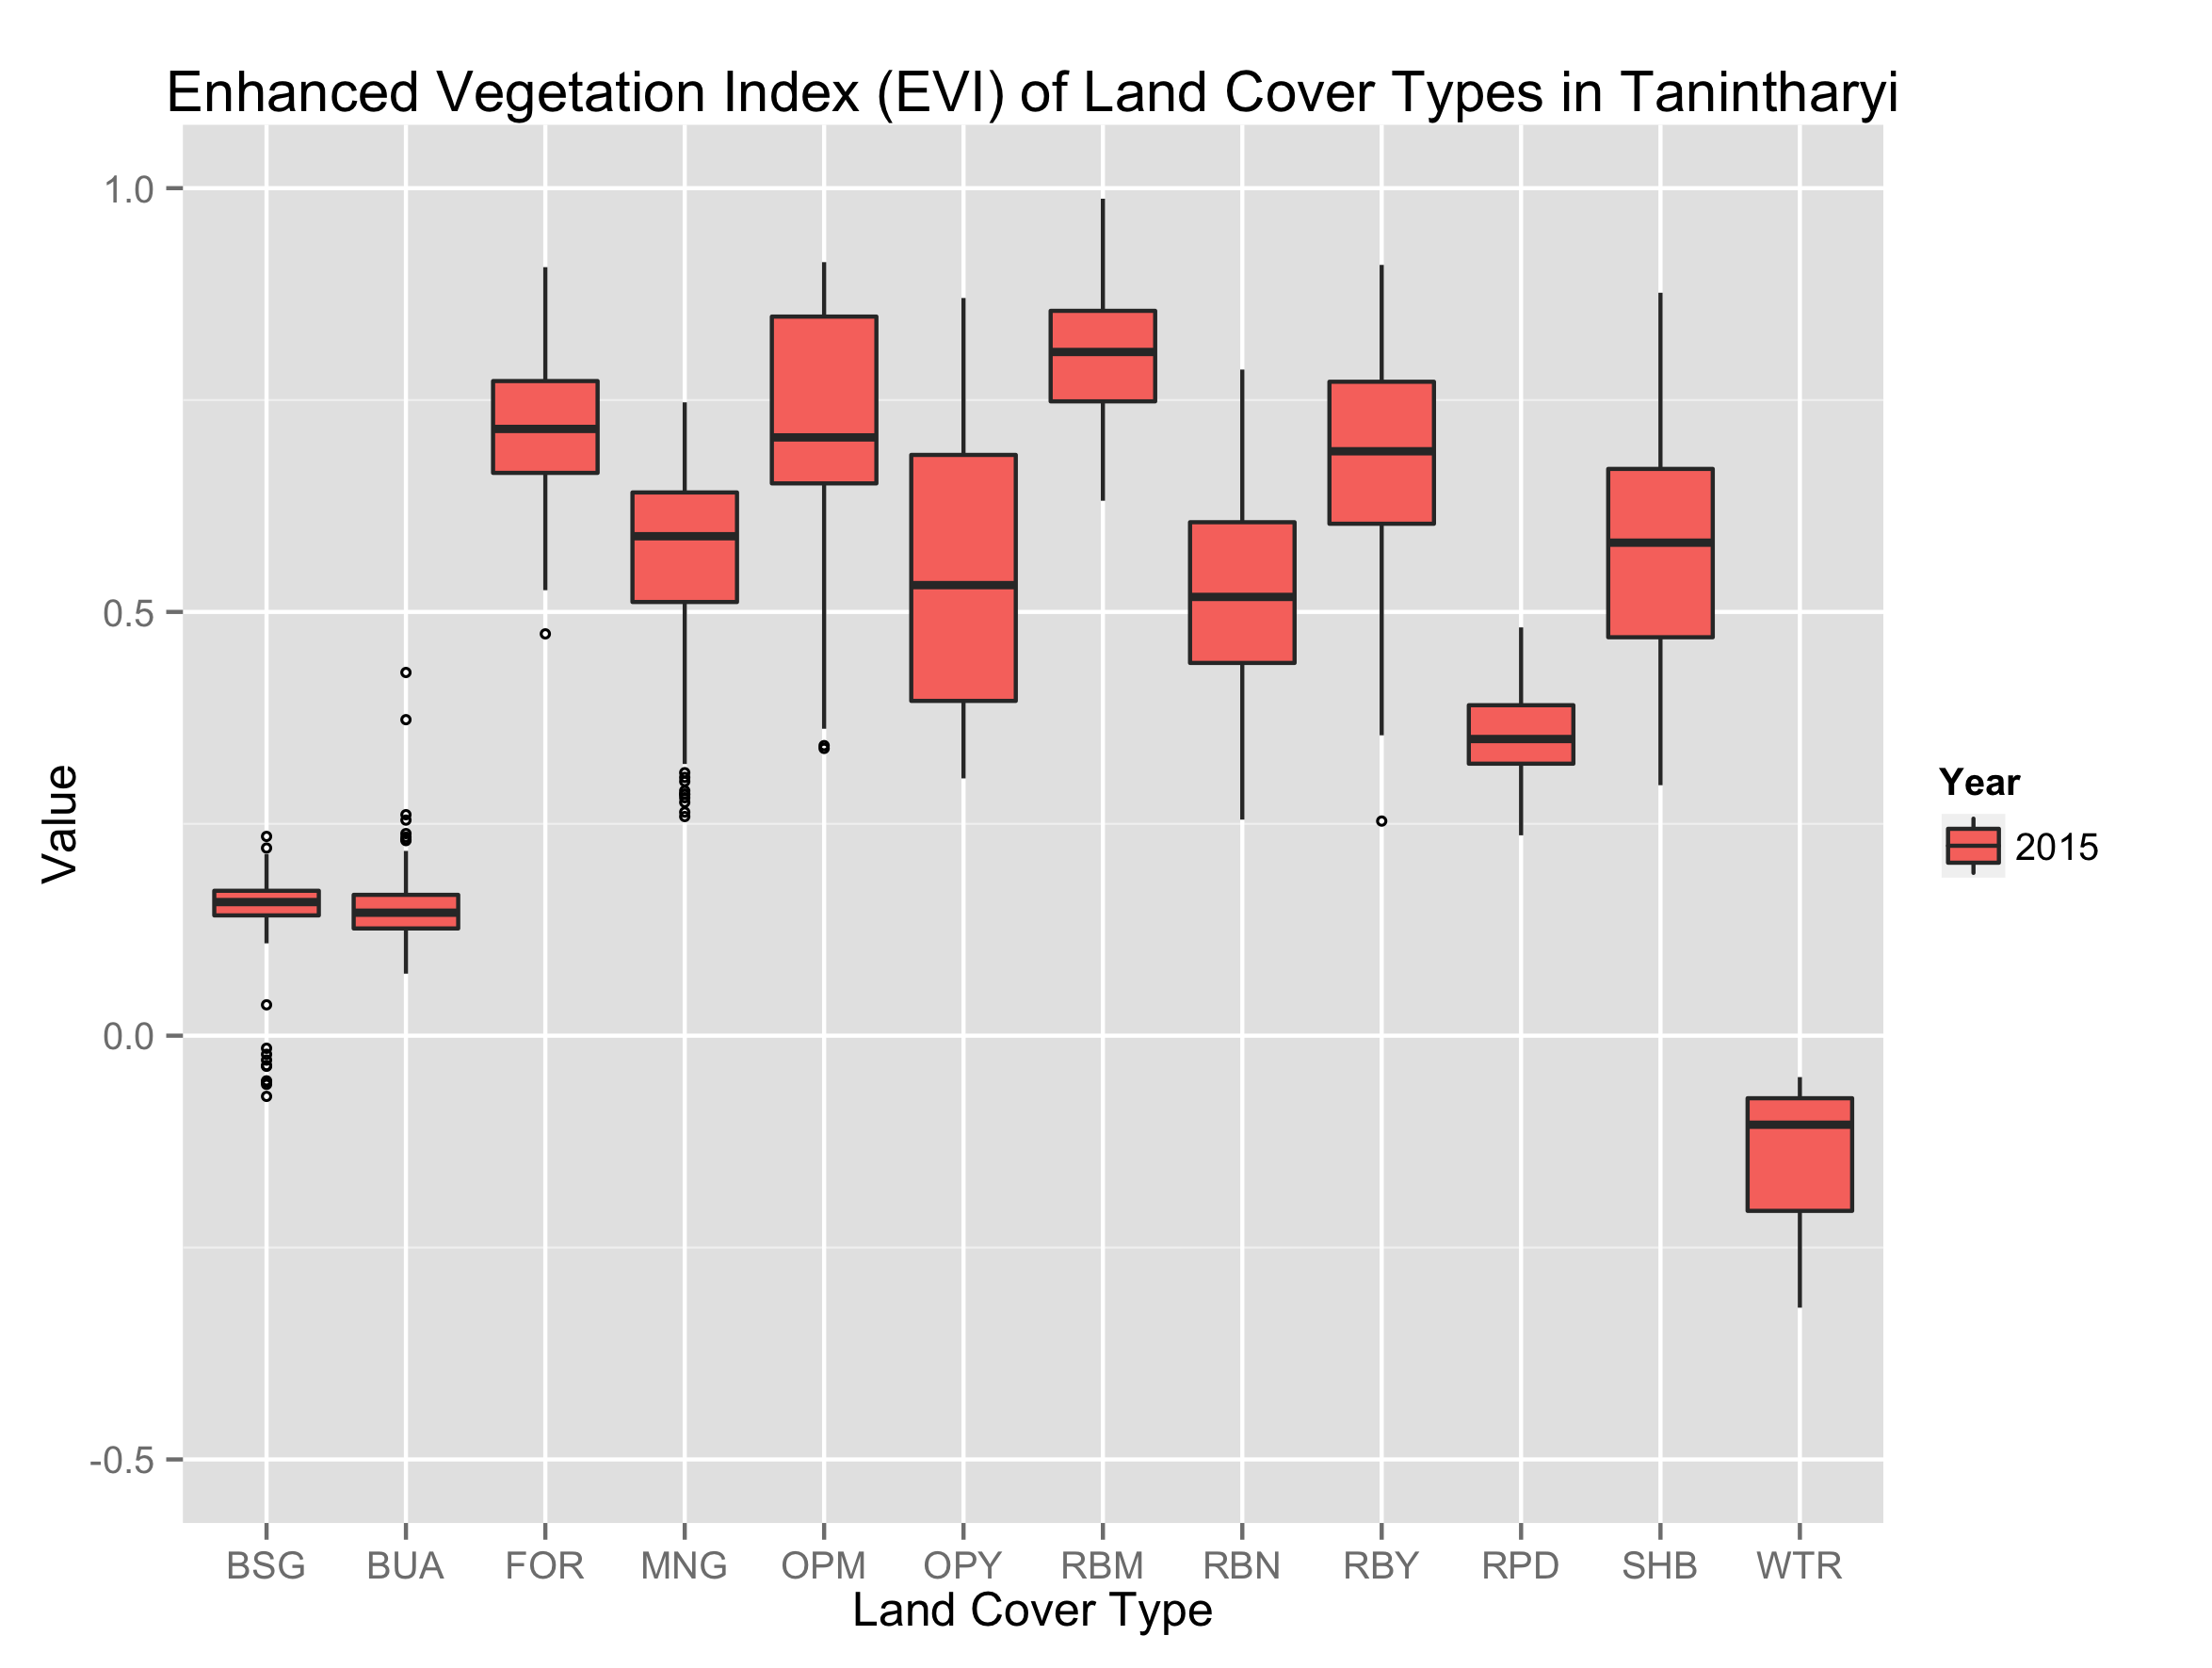 Enhanced Vegetation Index (EVI) of Land Cover Types in Tanintharyi
1.0
0.5
0.0
-0.5
Value
BSG BUA FOR MNG OPM OPY RBM RBN RBY RPD SHB WTR
Land Cover Type
Year
2015